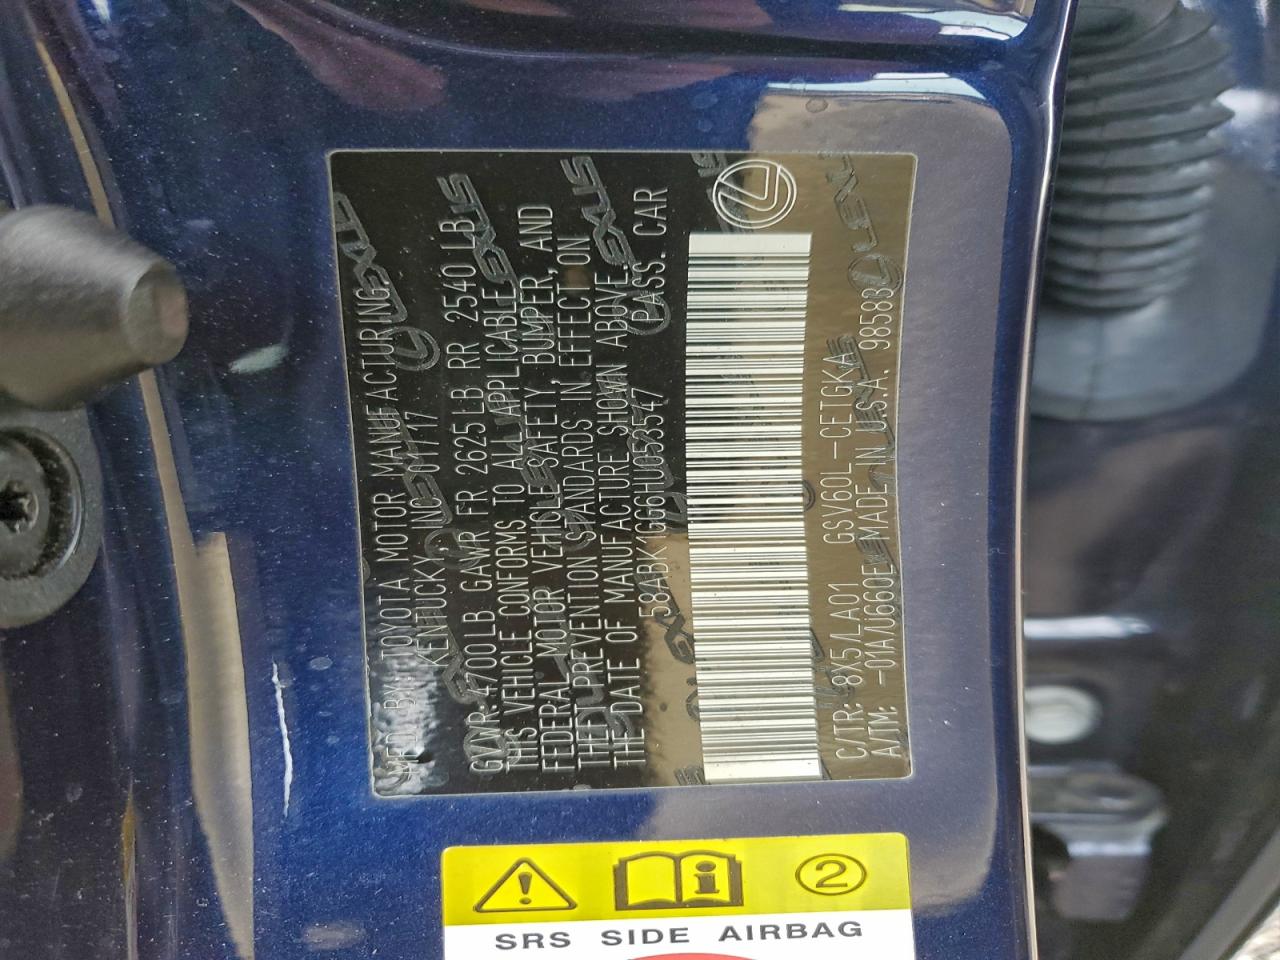 MFD. BY: TOYOTA MOTOR MANUFACTURING,
KENTUCKY, INC. 01/17
GVWR 4700LB GAWR FR 2625LB RR 2540LB
THIS VEHICLE CONFORMS TO ALL APPLICABLE
FEDERAL MOTOR VEHICLE SAFETY, BUMPER, AND
THEFT PREVENTION STANDARDS IN EFFECT ON
THE DATE OF MANUFACTURE SHOWN ABOVE.
58ABK1GG6HU053547 PASS. CAR
C/TR: 8X5/LA01 GSV60L-CETGKA
A/TM: -01A/U660E MADE IN U.S.A. 98583
LEXUS
2
SRS SIDE AIRBAG